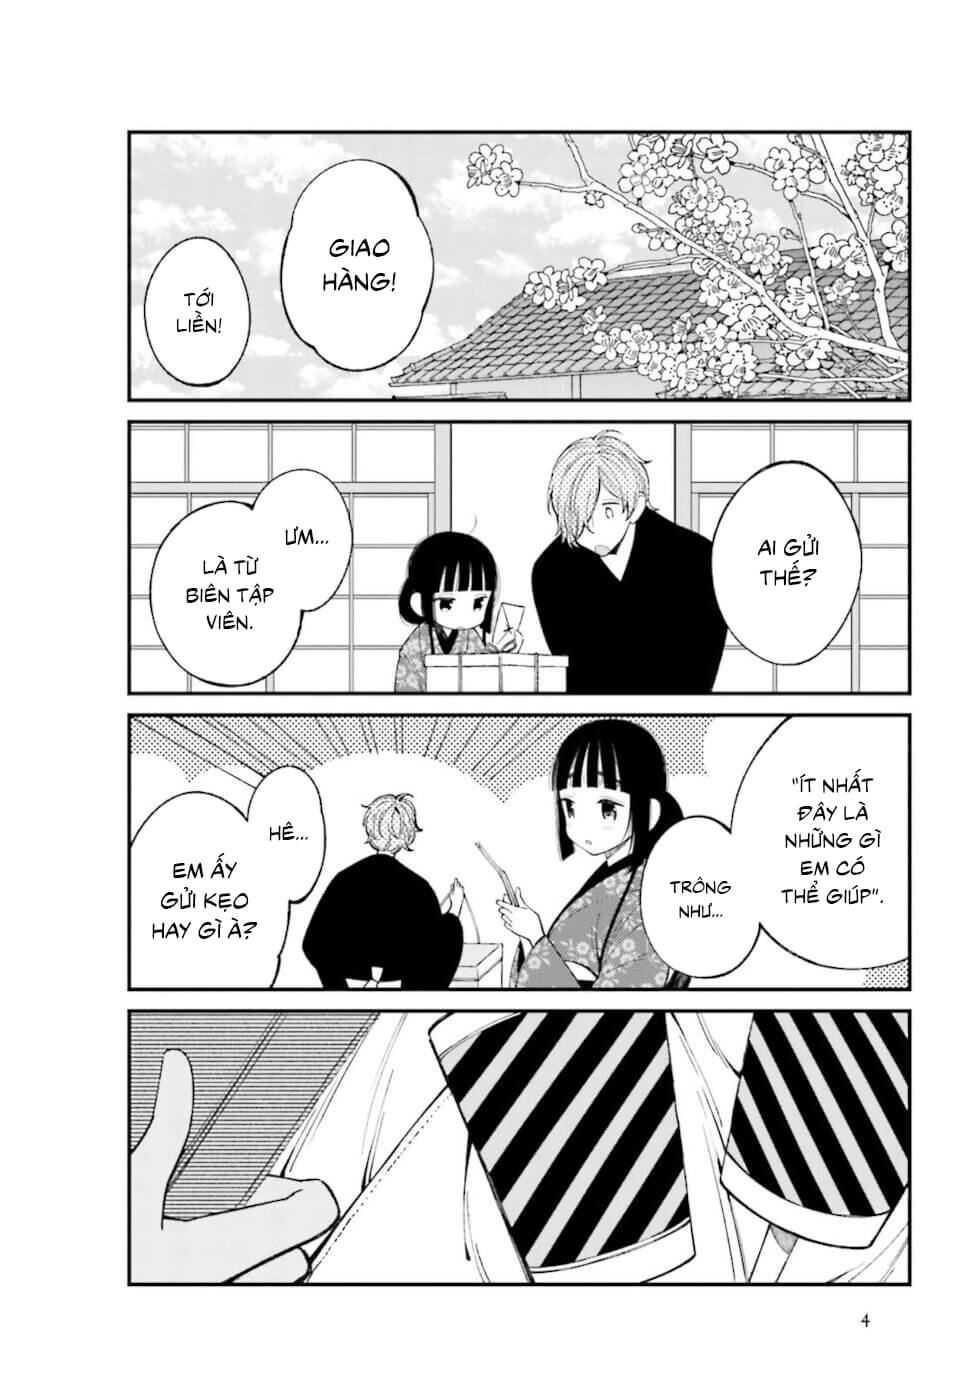 GIAO
HÀNG!
TỚI
LIỀN!
AI GỬI
THẾ?
ƯM...
LÀ TỪ
BIÊN TẬP
VIÊN.
"ÍT NHẤT
ĐÂY LÀ
NHỮNG GÌ
EM CÓ
THỂ GIÚP".
TRÔNG
NHƯ...
HÊ...
EM ẤY
GỬI KẸO
HAY GÌ À?
4